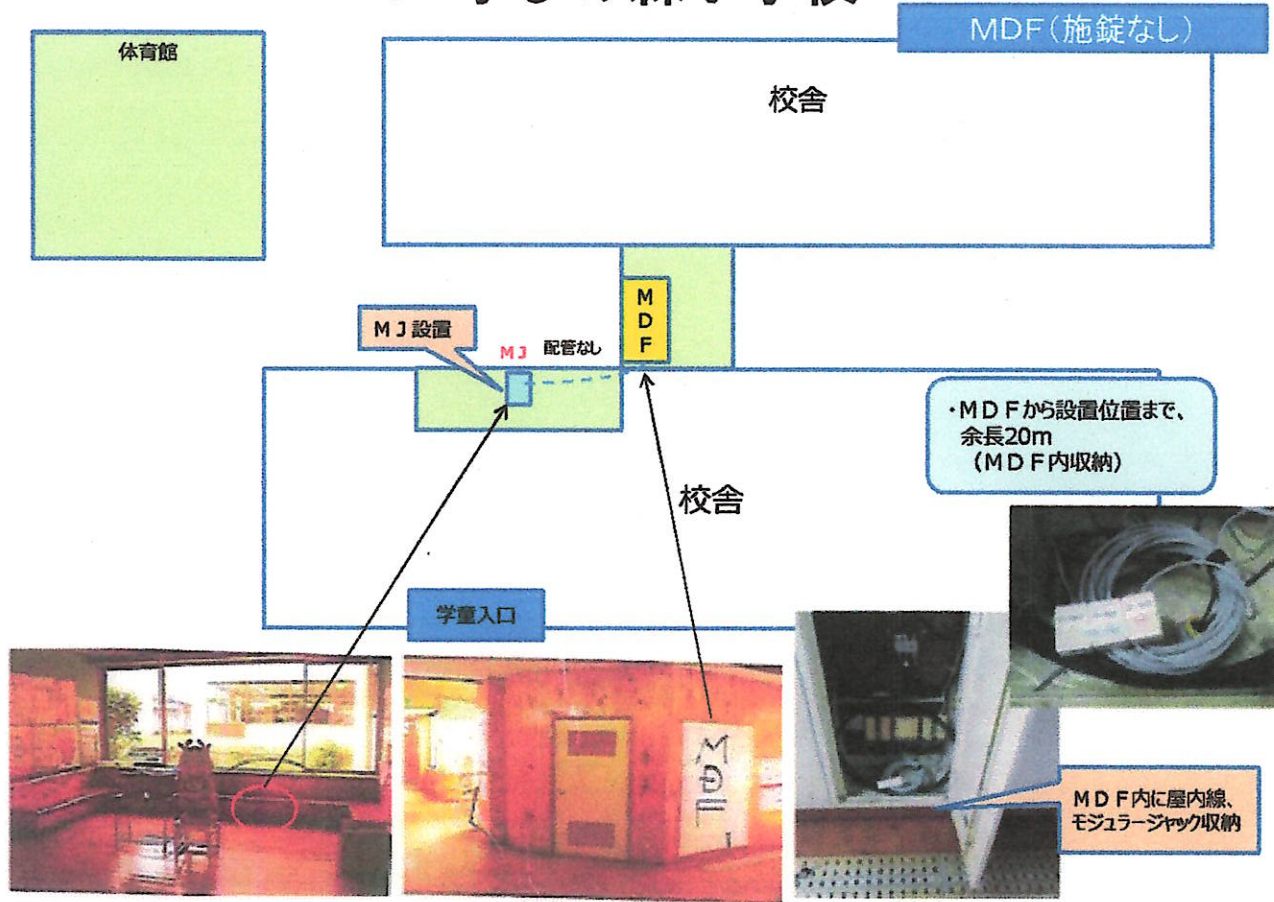 MDF(施錠なし)
体育館
校舎
MDF
MJ設置
MJ
配管なし
・MDFから設置位置まで、
余長20m
(MDF内収納)
校舎
学童入口
MDF
MDF内に屋内線、
モジュラージャック収納